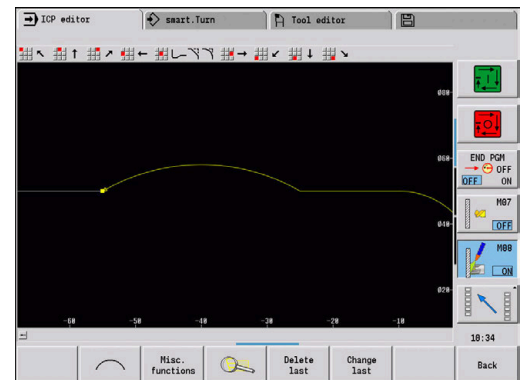 ICP editor
smart.Turn
Tool editor
Ø80
Ø60
END PGM
OFF
OFF ON
M07
OFF
Ø40
M08
ON
Ø20
-60 -50 -40 -30 -20 -10
10:34
Misc. functions
Delete last
Change last
Back